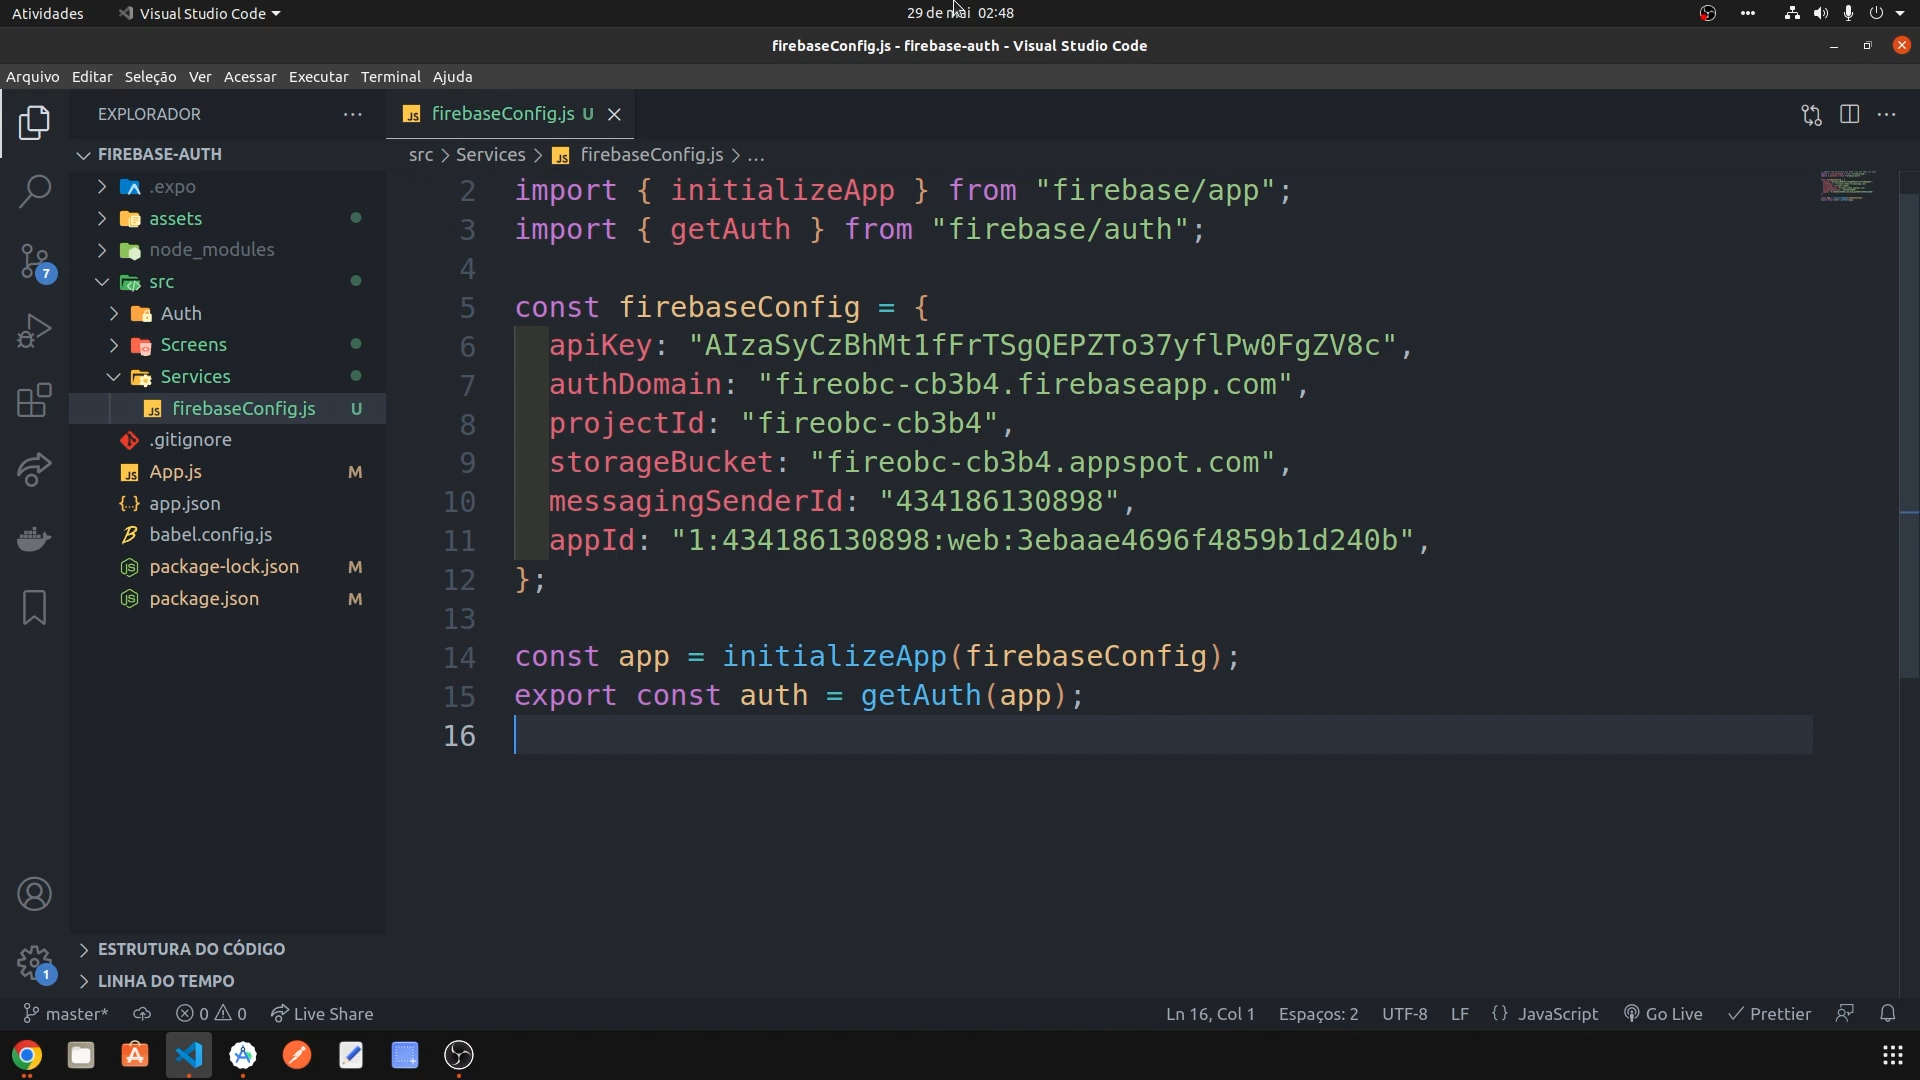 Atividades
Visual Studio Code
29 de mai 02:48
firebaseConfig.js - firebase-auth - Visual Studio Code
Arquivo Editar Seleção Ver Acessar Executar Terminal Ajuda
EXPLORADOR
firebaseConfig.js U
FIREBASE-AUTH
src > Services > JS firebaseConfig.js > ...
.expo
assets
node_modules
src
Auth
Screens
Services
JS firebaseConfig.js U
.gitignore
JS App.js M
app.json
babel.config.js
package-lock.json M
package.json M
2 import { initializeApp } from "firebase/app";
3 import { getAuth } from "firebase/auth";
4
5 const firebaseConfig = {
6 apiKey: "AIzaSyCzBhMt1fFrTSgQEPZTo37yflPw0FgZV8c",
7 authDomain: "fireobc-cb3b4.firebaseapp.com",
8 projectId: "fireobc-cb3b4",
9 storageBucket: "fireobc-cb3b4.appspot.com",
10 messagingSenderId: "434186130898",
11 appId: "1:434186130898:web:3ebaae4696f4859b1d240b",
12 };
13
14 const app = initializeApp(firebaseConfig);
15 export const auth = getAuth(app);
16
7
1
ESTRUTURA DO CÓDIGO
LINHA DO TEMPO
master* 0 0 Live Share
Ln 16, Col 1 Espaços: 2 UTF-8 LF {} JavaScript Go Live Prettier